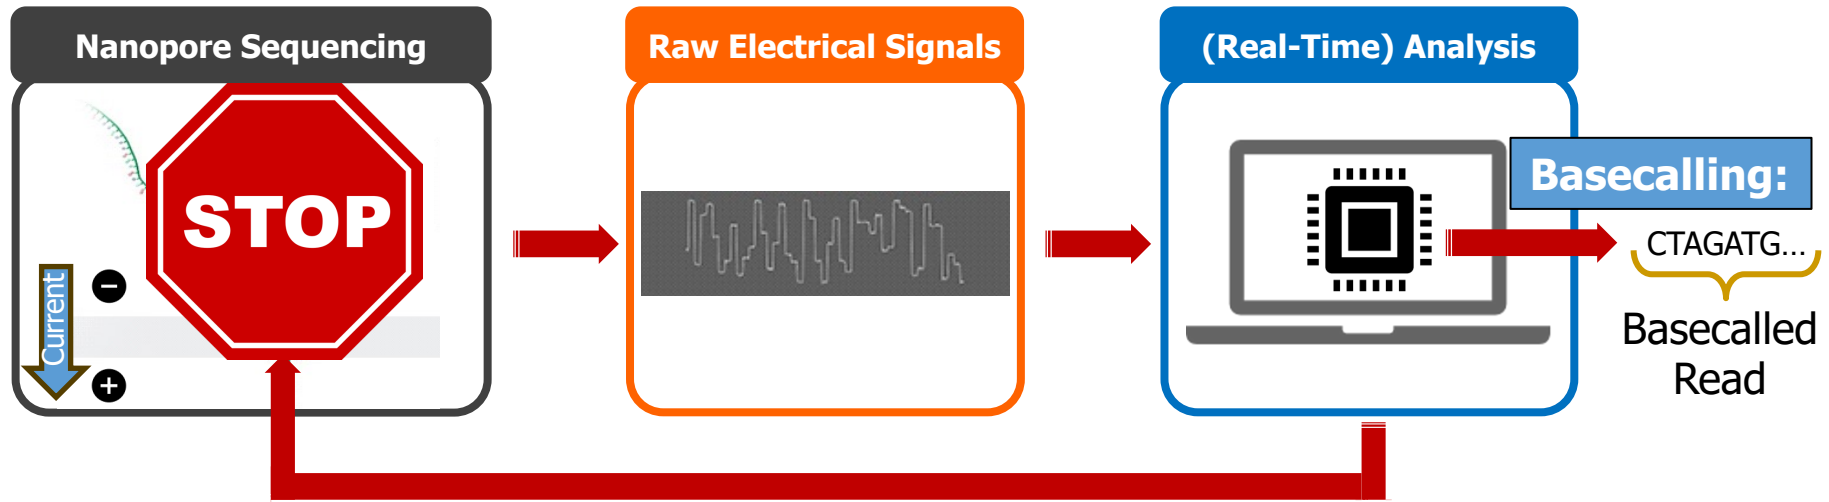 Nanopore Sequencing
Raw Electrical Signals
(Real-Time) Analysis
STOP
Current
−
+
Basecalling:
CTAGATG...
Basecalled
Read